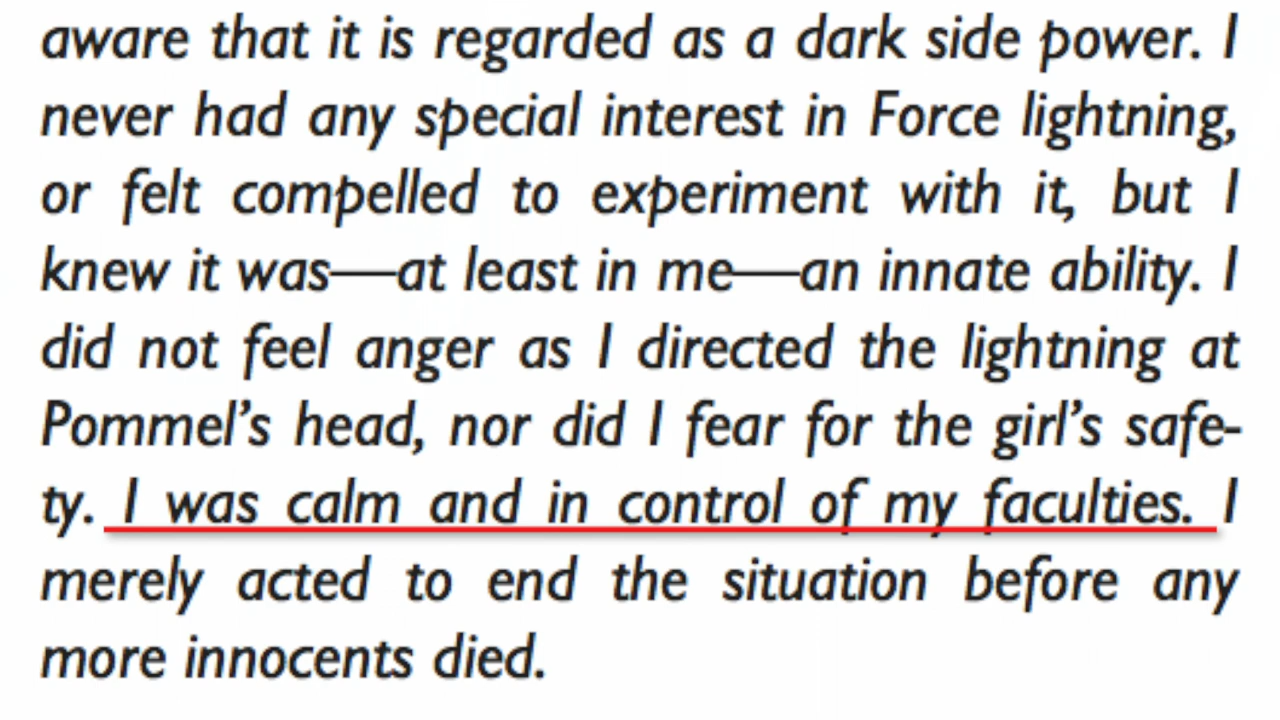 aware that it is regarded as a dark side power. I
never had any special interest in Force lightning,
or felt compelled to experiment with it, but I
knew it was—at least in me—an innate ability. I
did not feel anger as I directed the lightning at
Pommel’s head, nor did I fear for the girl’s safe-
ty. I was calm and in control of my faculties. I
merely acted to end the situation before any
more innocents died.